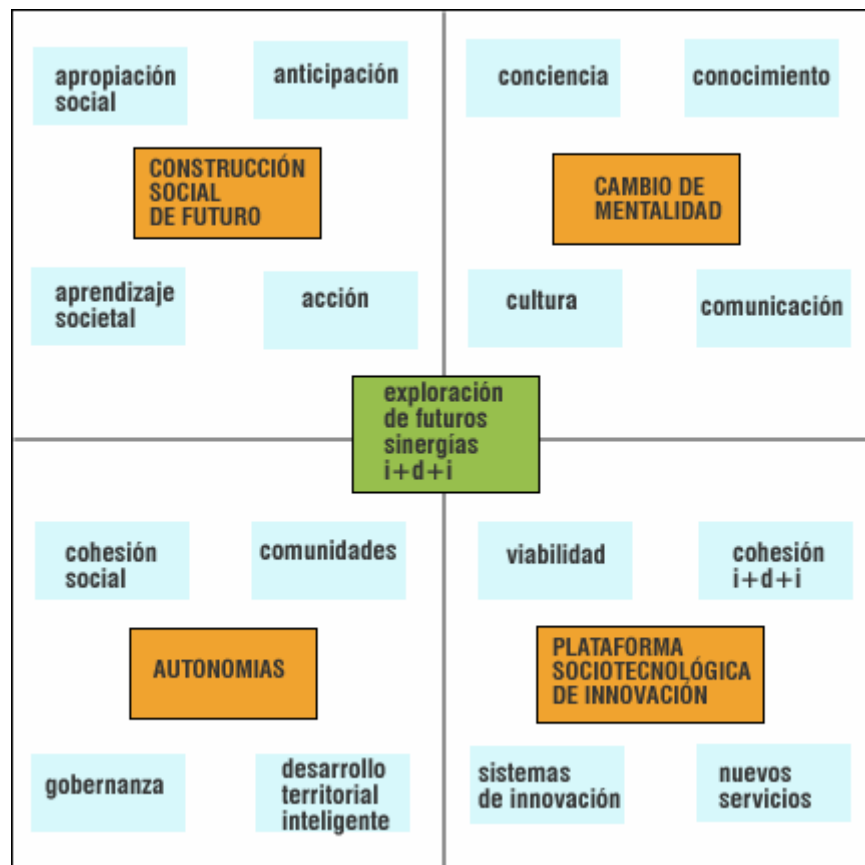 apropiación
social
anticipación
CONSTRUCCIÓN
SOCIAL
DE FUTURO
aprendizaje
societal
acción
conciencia
conocimiento
CAMBIO DE
MENTALIDAD
cultura
comunicación
exploración
de futuros
sinergías
i+d+i
cohesión
social
comunidades
AUTONOMIAS
gobernanza
desarrollo
territorial
inteligente
viabilidad
cohesión
i+d+i
PLATAFORMA
SOCIOTECNOLÓGICA
DE INNOVACIÓN
sistemas
de innovación
nuevos
servicios